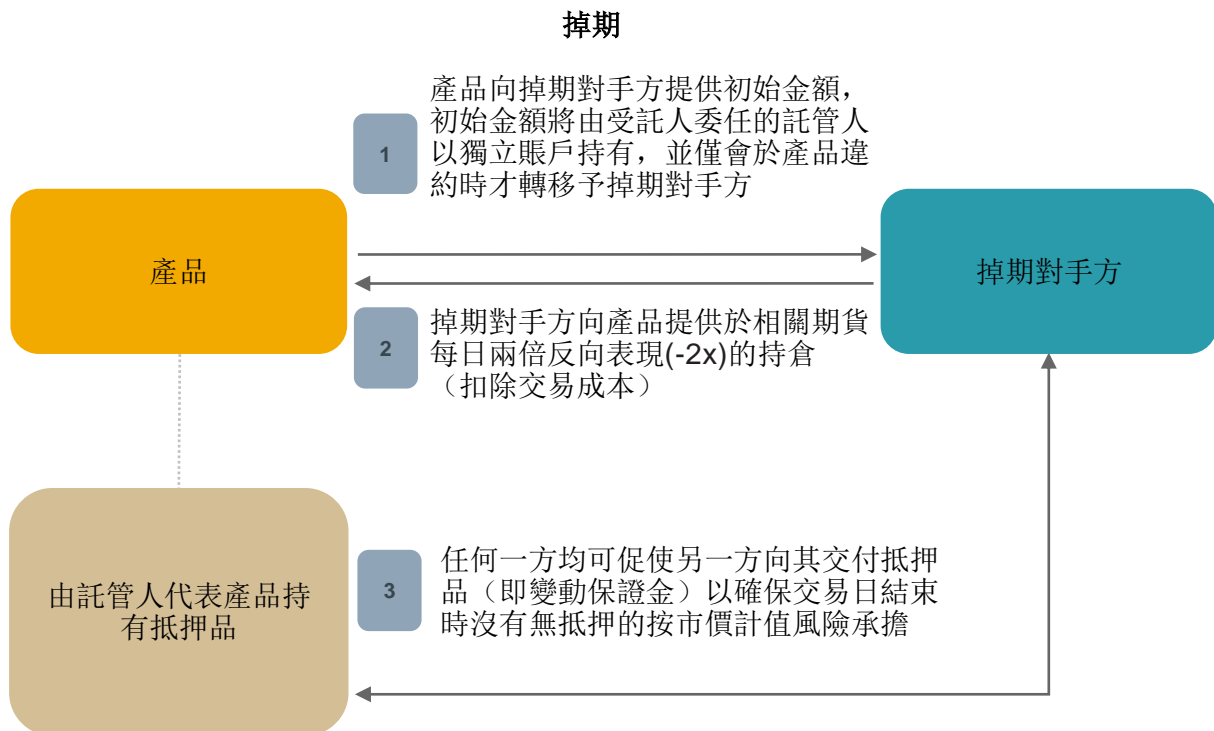 掉期
產品向掉期對手方提供初始金額，
初始金額將由受託人委任的託管人
以獨立賬戶持有，並僅會於產品違
約時才轉移予掉期對手方
1
產品
掉期對手方
掉期對手方向產品提供於相關期貨
每日兩倍反向表現(-2x)的持倉
（扣除交易成本）
2
由託管人代表產品持
有抵押品
3
任何一方均可促使另一方向其交付抵押
品（即變動保證金）以確保交易日結束
時沒有無抵押的按市價計值風險承擔